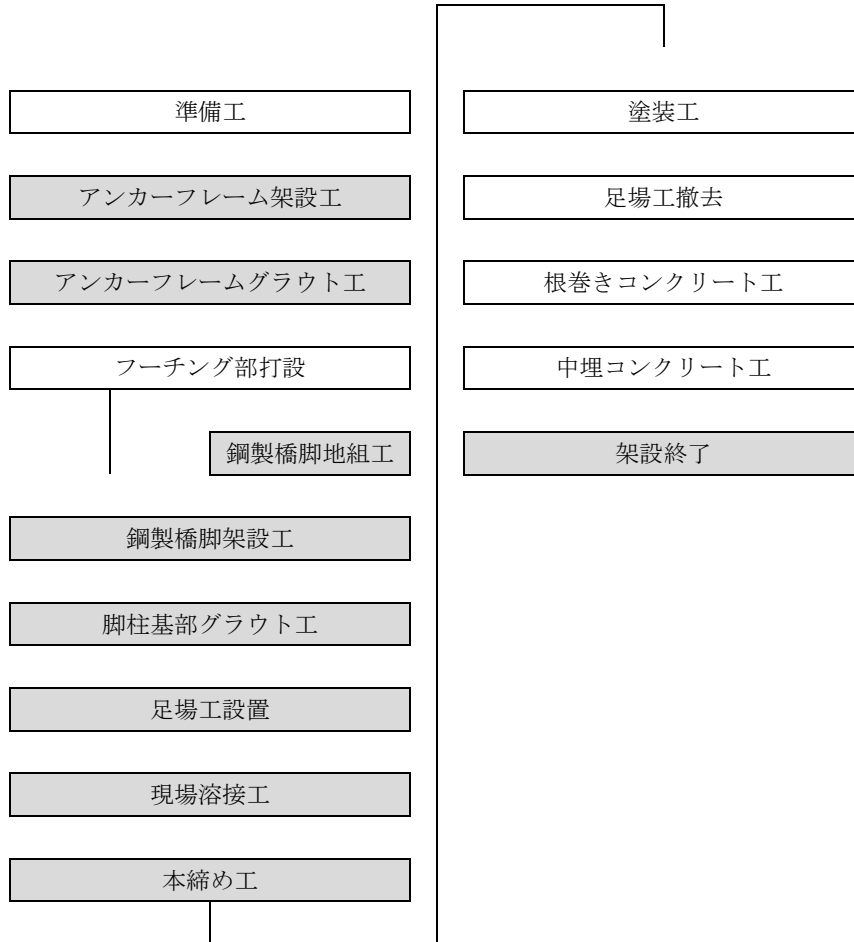 準備工
アンカーフレーム架設工
アンカーフレームグラウト工
フーチング部打設
鋼製橋脚地組工
鋼製橋脚架設工
脚柱基部グラウト工
足場工設置
現場溶接工
本締め工
塗装工
足場工撤去
根巻きコンクリート工
中埋コンクリート工
架設終了